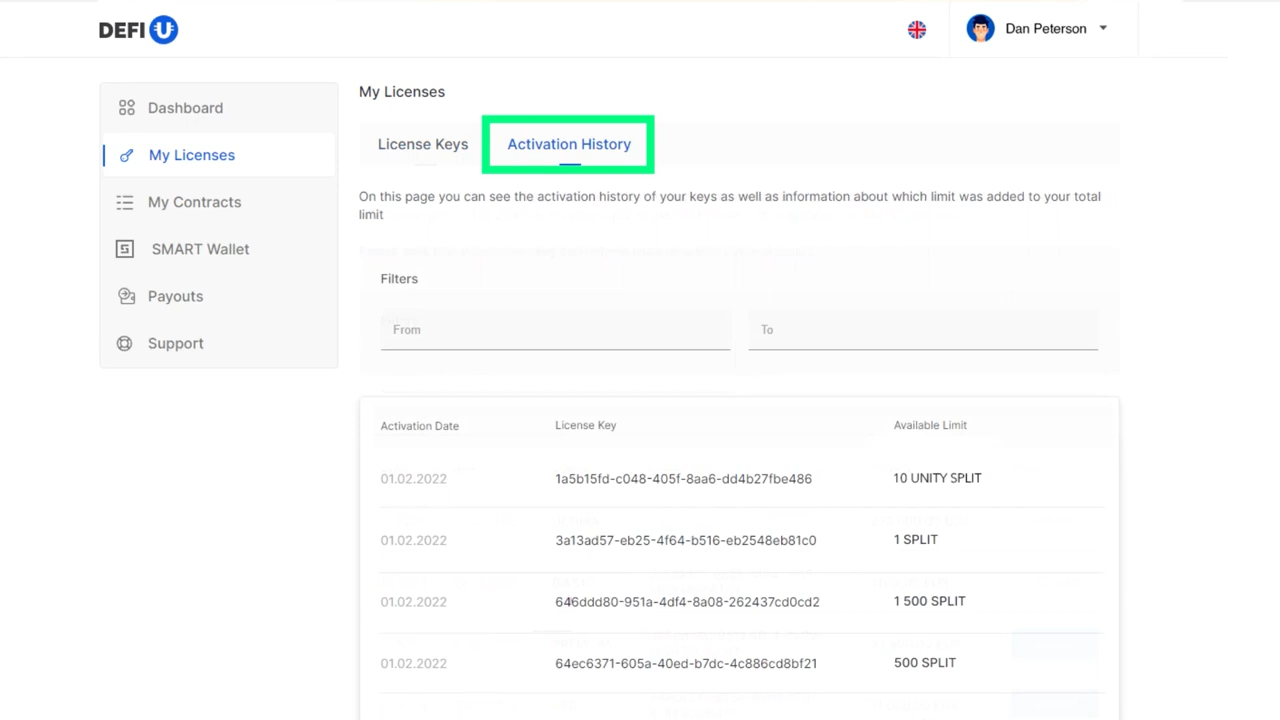 DEFI U
Dan Peterson
Dashboard
My Licenses
My Contracts
SMART Wallet
Payouts
Support
My Licenses
License Keys
Activation History
On this page you can see the activation history of your keys as well as information about which limit was added to your total
limit
Filters
From
To
Activation Date License Key Available Limit
01.02.2022 1a5b15fd-c048-405f-8aa6-dd4b27fbe486 10 UNITY SPLIT
01.02.2022 3a13ad57-eb25-4f64-b516-eb2548eb81c0 1 SPLIT
01.02.2022 646ddd80-951a-4df4-8a08-262437cd0cd2 1 500 SPLIT
01.02.2022 64ec6371-605a-40ed-b7dc-4c886cd8bf21 500 SPLIT